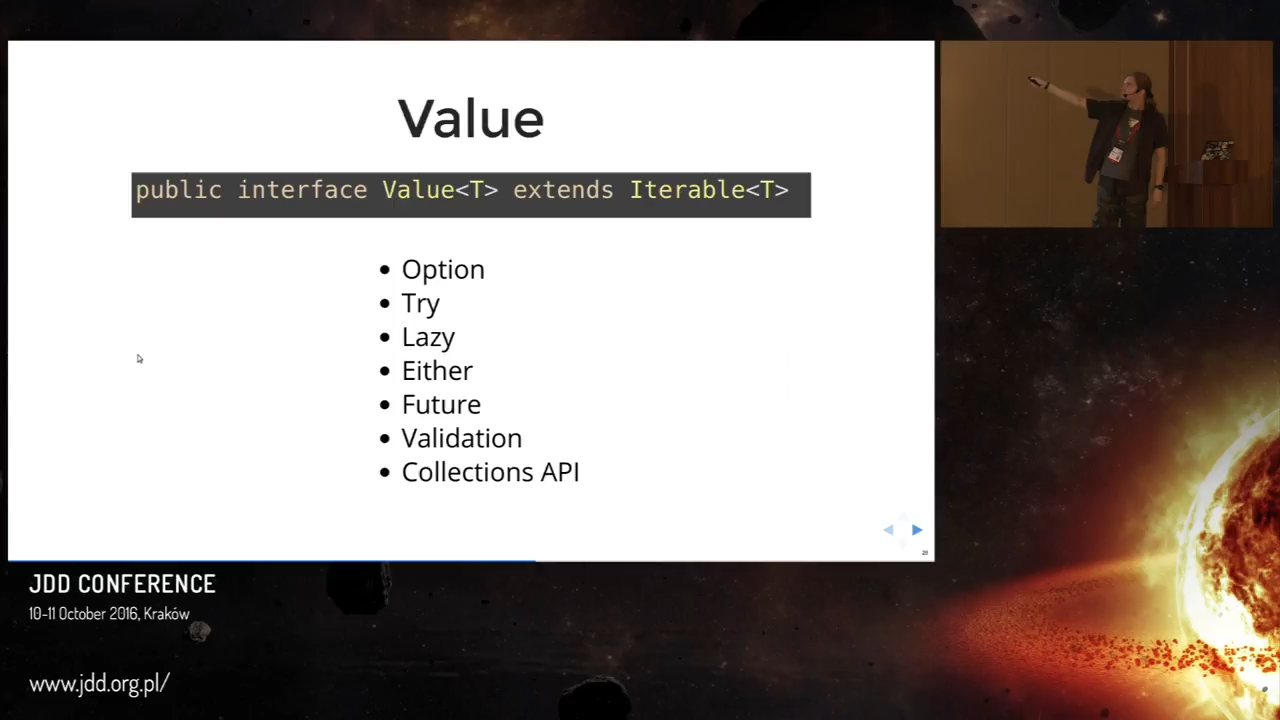 Value
public interface Value<T> extends Iterable<T>
• Option
• Try
• Lazy
• Either
• Future
• Validation
• Collections API
JDD CONFERENCE
10-11 October 2016, Kraków
www.jdd.org.pl/